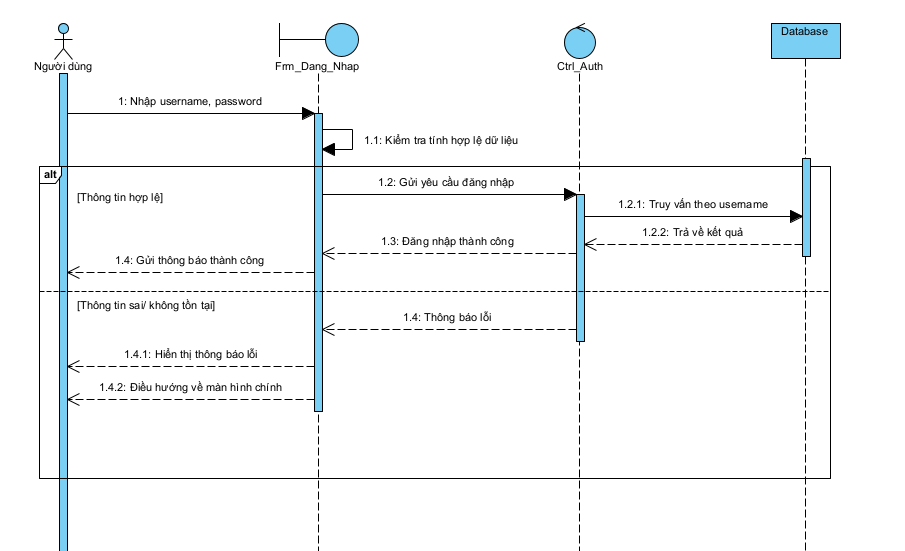 Người dùng
Frm_Dang_Nhap
Ctrl_Auth
Database
1: Nhập username, password
1.1: Kiểm tra tính hợp lệ dữ liệu
alt
[Thông tin hợp lệ]
1.2: Gửi yêu cầu đăng nhập
1.2.1: Truy vấn theo username
1.2.2: Trả về kết quả
1.3: Đăng nhập thành công
1.4: Gửi thông báo thành công
[Thông tin sai/ không tồn tại]
1.4: Thông báo lỗi
1.4.1: Hiển thị thông báo lỗi
1.4.2: Điều hướng về màn hình chính